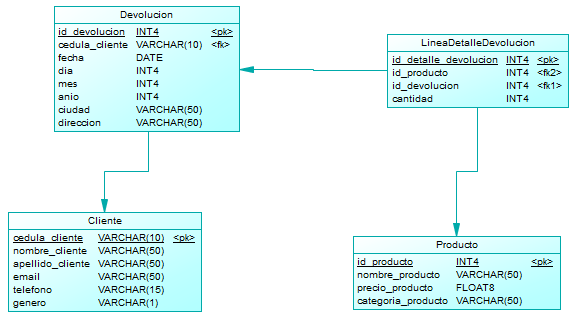 Devolucion
id_devolucion INT4 <pk>
cedula_cliente VARCHAR(10) <fk>
fecha DATE
dia INT4
mes INT4
anio INT4
ciudad VARCHAR(50)
direccion VARCHAR(50)
LineaDetalleDevolucion
id_detalle_devolucion INT4 <pk>
id_producto INT4 <fk2>
id_devolucion INT4 <fk1>
cantidad INT4
Cliente
cedula_cliente VARCHAR(10) <pk>
nombre_cliente VARCHAR(50)
apellido_cliente VARCHAR(50)
email VARCHAR(50)
telefono VARCHAR(15)
genero VARCHAR(1)
Producto
id_producto INT4 <pk>
nombre_producto VARCHAR(50)
precio_producto FLOAT8
categoria_producto VARCHAR(50)